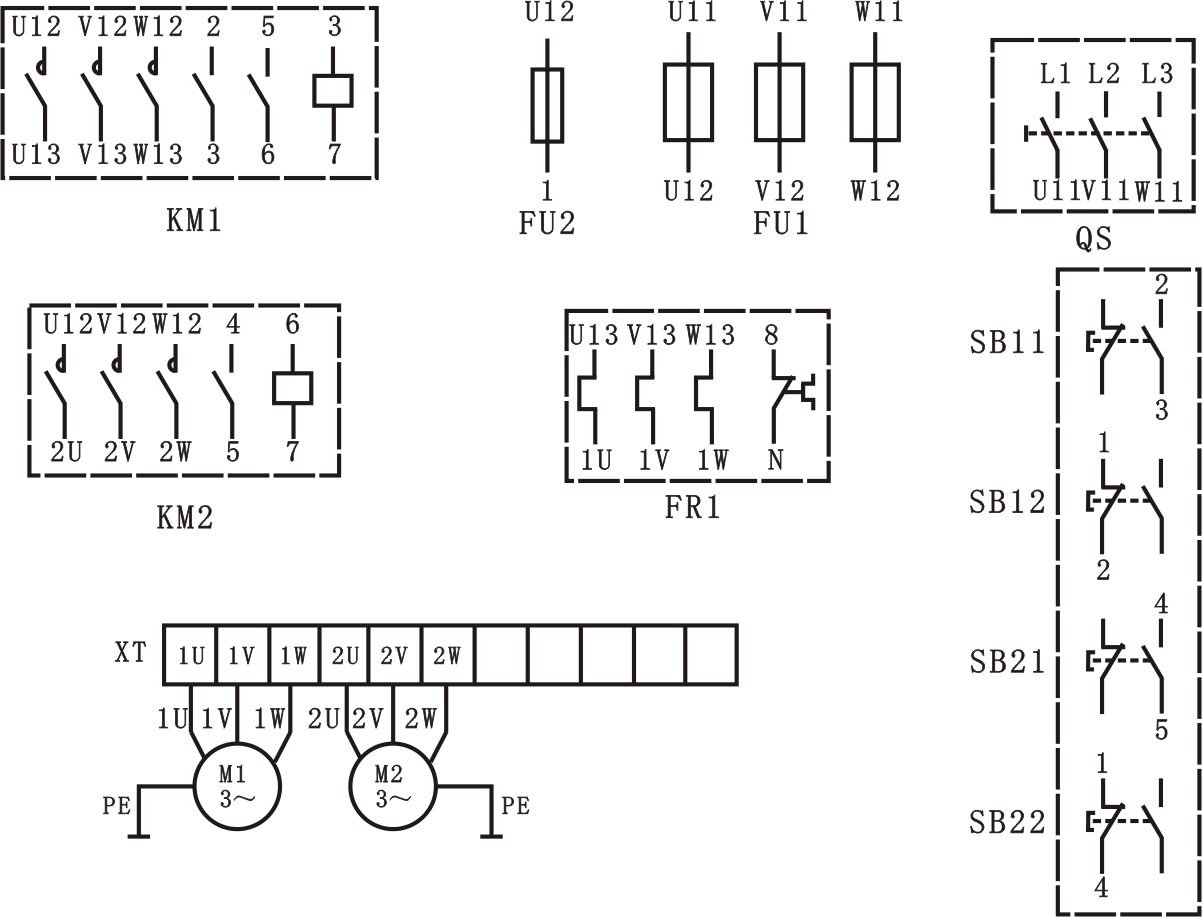 U12 V12 W12 2 5 3
U13 V13 W13 3 6 7
KM1
U12
1
FU2
U11 V11 W11
U12 V12 W12
FU1
L1 L2 L3
U11 V11 W11
QS
U12 V12 W12 4 6
2U 2V 2W 5 7
KM2
U13 V13 W13 8
1U 1V 1W N
FR1
2
SB11
3
1
SB12
2
4
SB21
5
1
SB22
4
XT 1U 1V 1W 2U 2V 2W
1U 1V 1W 2U 2V 2W
M1 M2
3~ 3~
PE PE